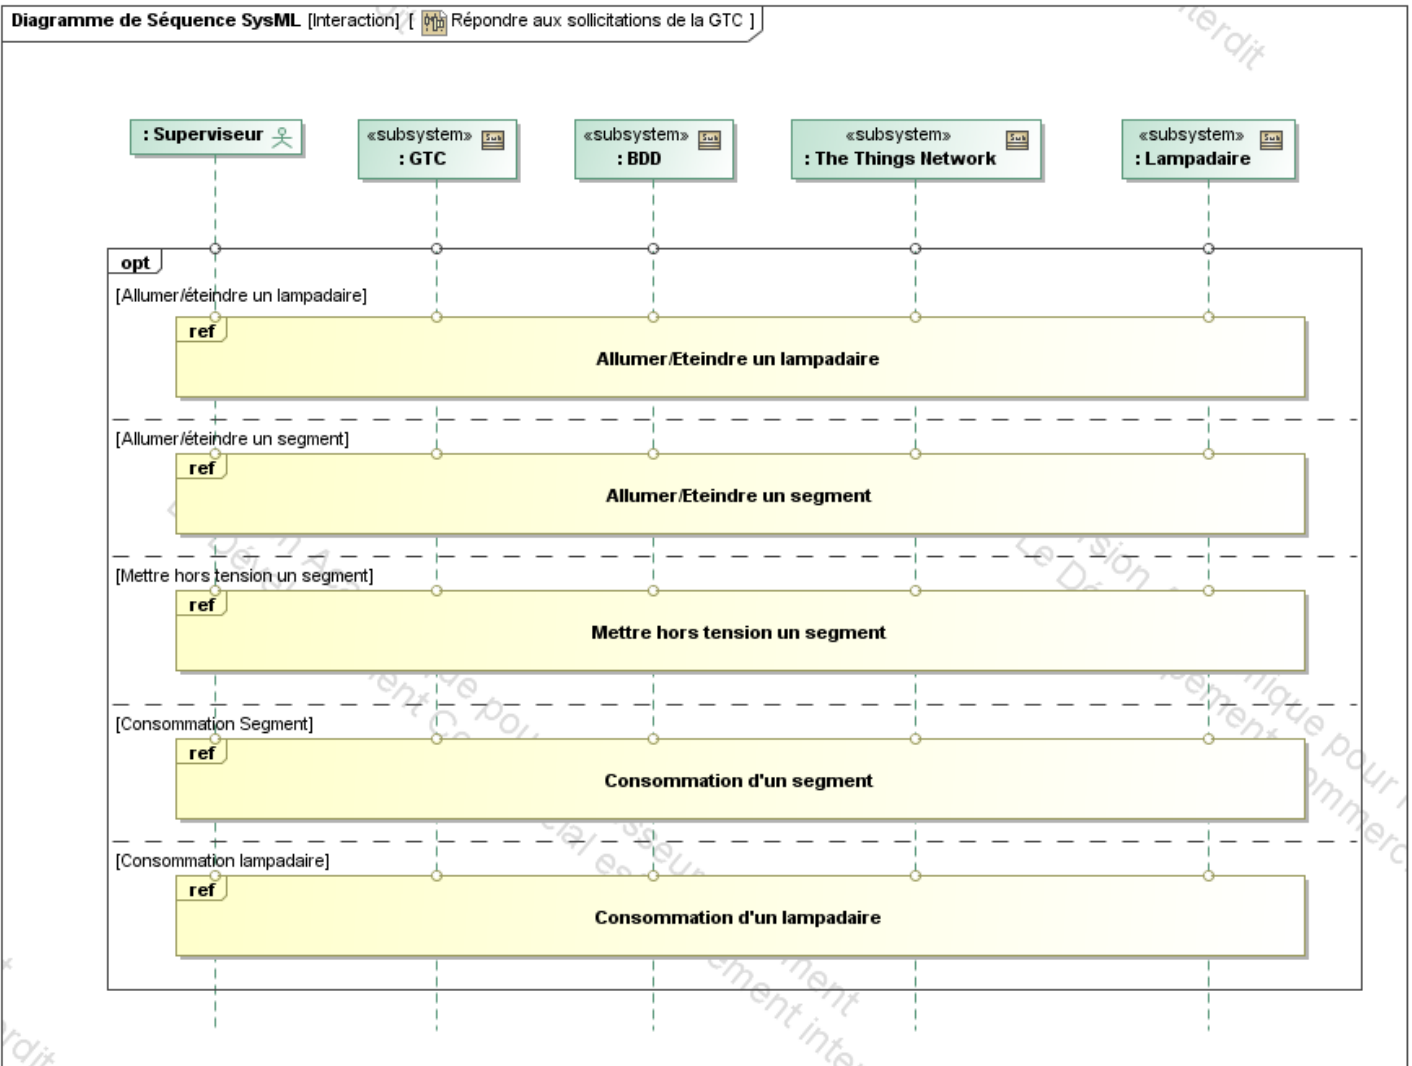 Diagramme de Séquence SysML [Interaction] [ Répondre aux sollicitations de la GTC ]
: Superviseur
«subsystem»
: GTC
«subsystem»
: BDD
«subsystem»
: The Things Network
«subsystem»
: Lampadaire
opt
[Allumer/éteindre un lampadaire]
ref
Allumer/Eteindre un lampadaire
[Allumer/éteindre un segment]
ref
Allumer/Eteindre un segment
[Mettre hors tension un segment]
ref
Mettre hors tension un segment
[Consommation Segment]
ref
Consommation d'un segment
[Consommation lampadaire]
ref
Consommation d'un lampadaire